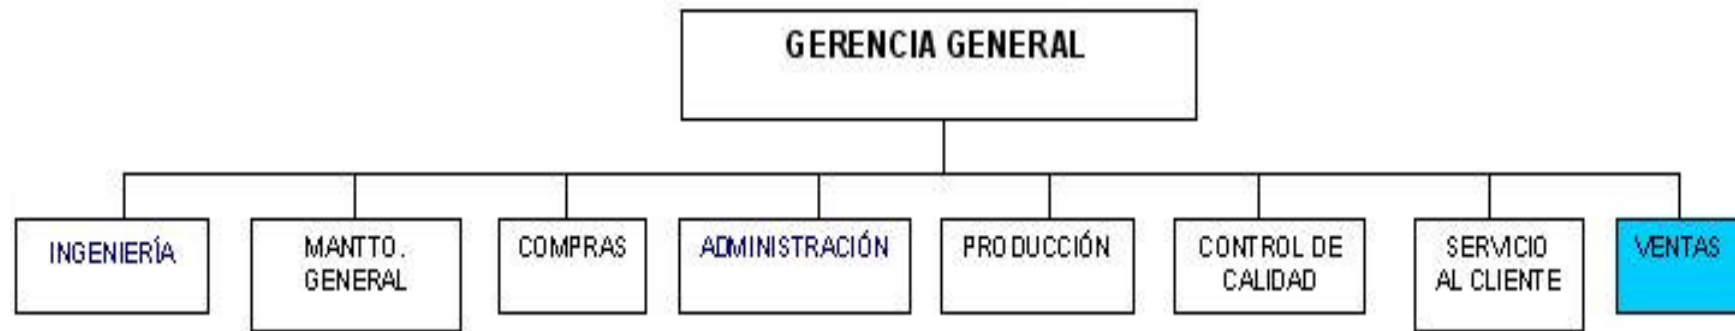 GERENCIA GENERAL
INGENIERÍA
MANTTO.
GENERAL
COMPRAS
ADMINISTRACIÓN
PRODUCCIÓN
CONTROL DE
CALIDAD
SERVICIO
AL CLIENTE
VENTAS